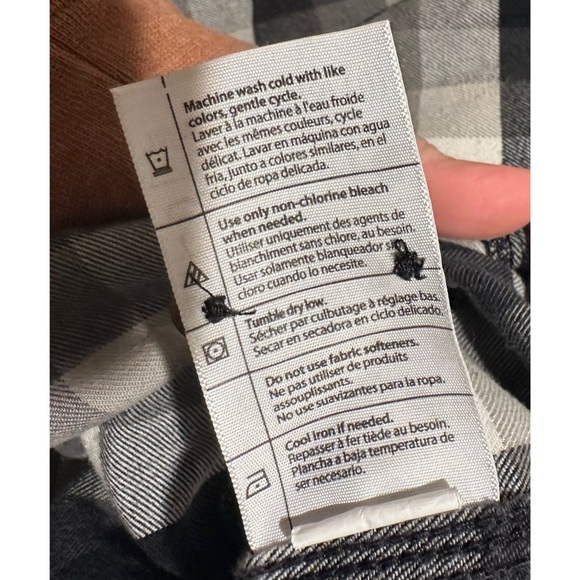 Machine wash cold with like
colors, gentle cycle.
Laver à la machine à l'eau froide
avec les mêmes couleurs, cycle
délicat. Lavar en máquina con agua
fría, junto a colores similares, en el
ciclo de ropa delicada.
Use only non-chlorine bleach
when needed.
Utiliser uniquement des agents de
blanchiment sans chlore, au besoin.
Usar solamente blanqueador
cloro cuando lo necesite.
Tumble dry low.
Sécher par culbutage à réglage bas.
Secar en secadora en ciclo delicado.
Do not use fabric softeners.
Ne pas utiliser de produits
assouplissants.
No use suavizantes para la ropa.
Cool iron if needed.
Repasser à fer tiède au besoin.
Plancha a baja temperatura de
ser necesario.